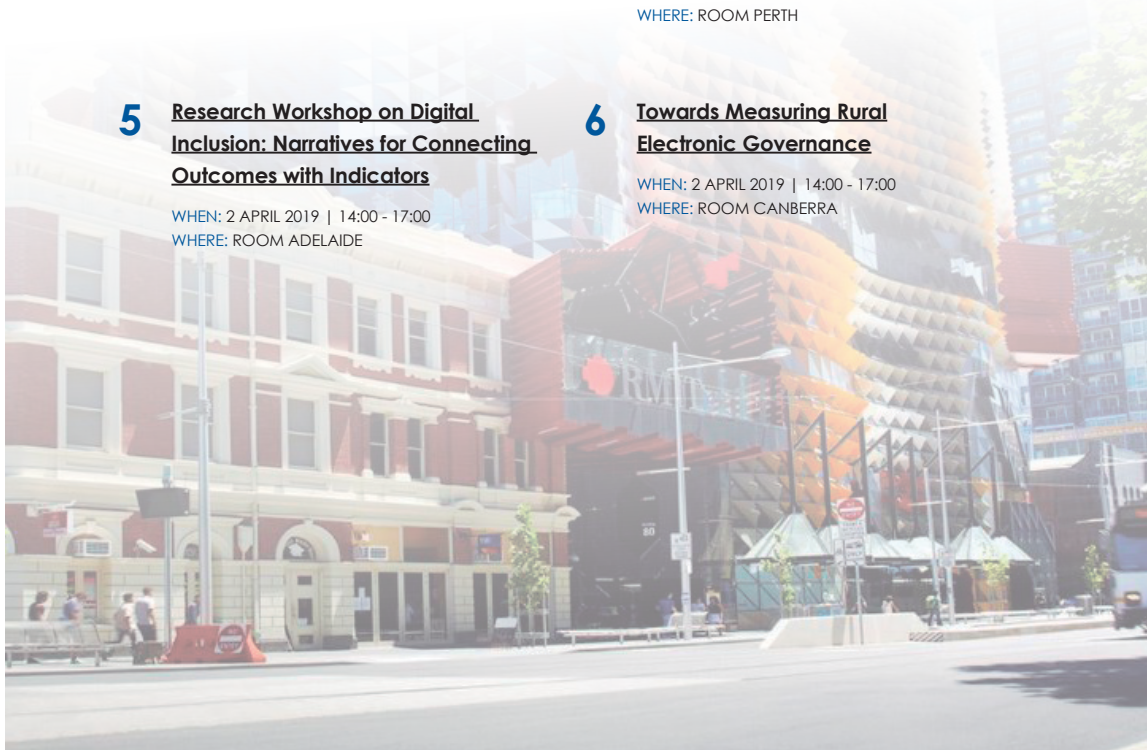 WHERE: ROOM PERTH
5
Research Workshop on Digital
Inclusion: Narratives for Connecting
Outcomes with Indicators
WHEN: 2 APRIL 2019 | 14:00 - 17:00
WHERE: ROOM ADELAIDE
6
Towards Measuring Rural
Electronic Governance
WHEN: 2 APRIL 2019 | 14:00 - 17:00
WHERE: ROOM CANBERRA
RMIT
80